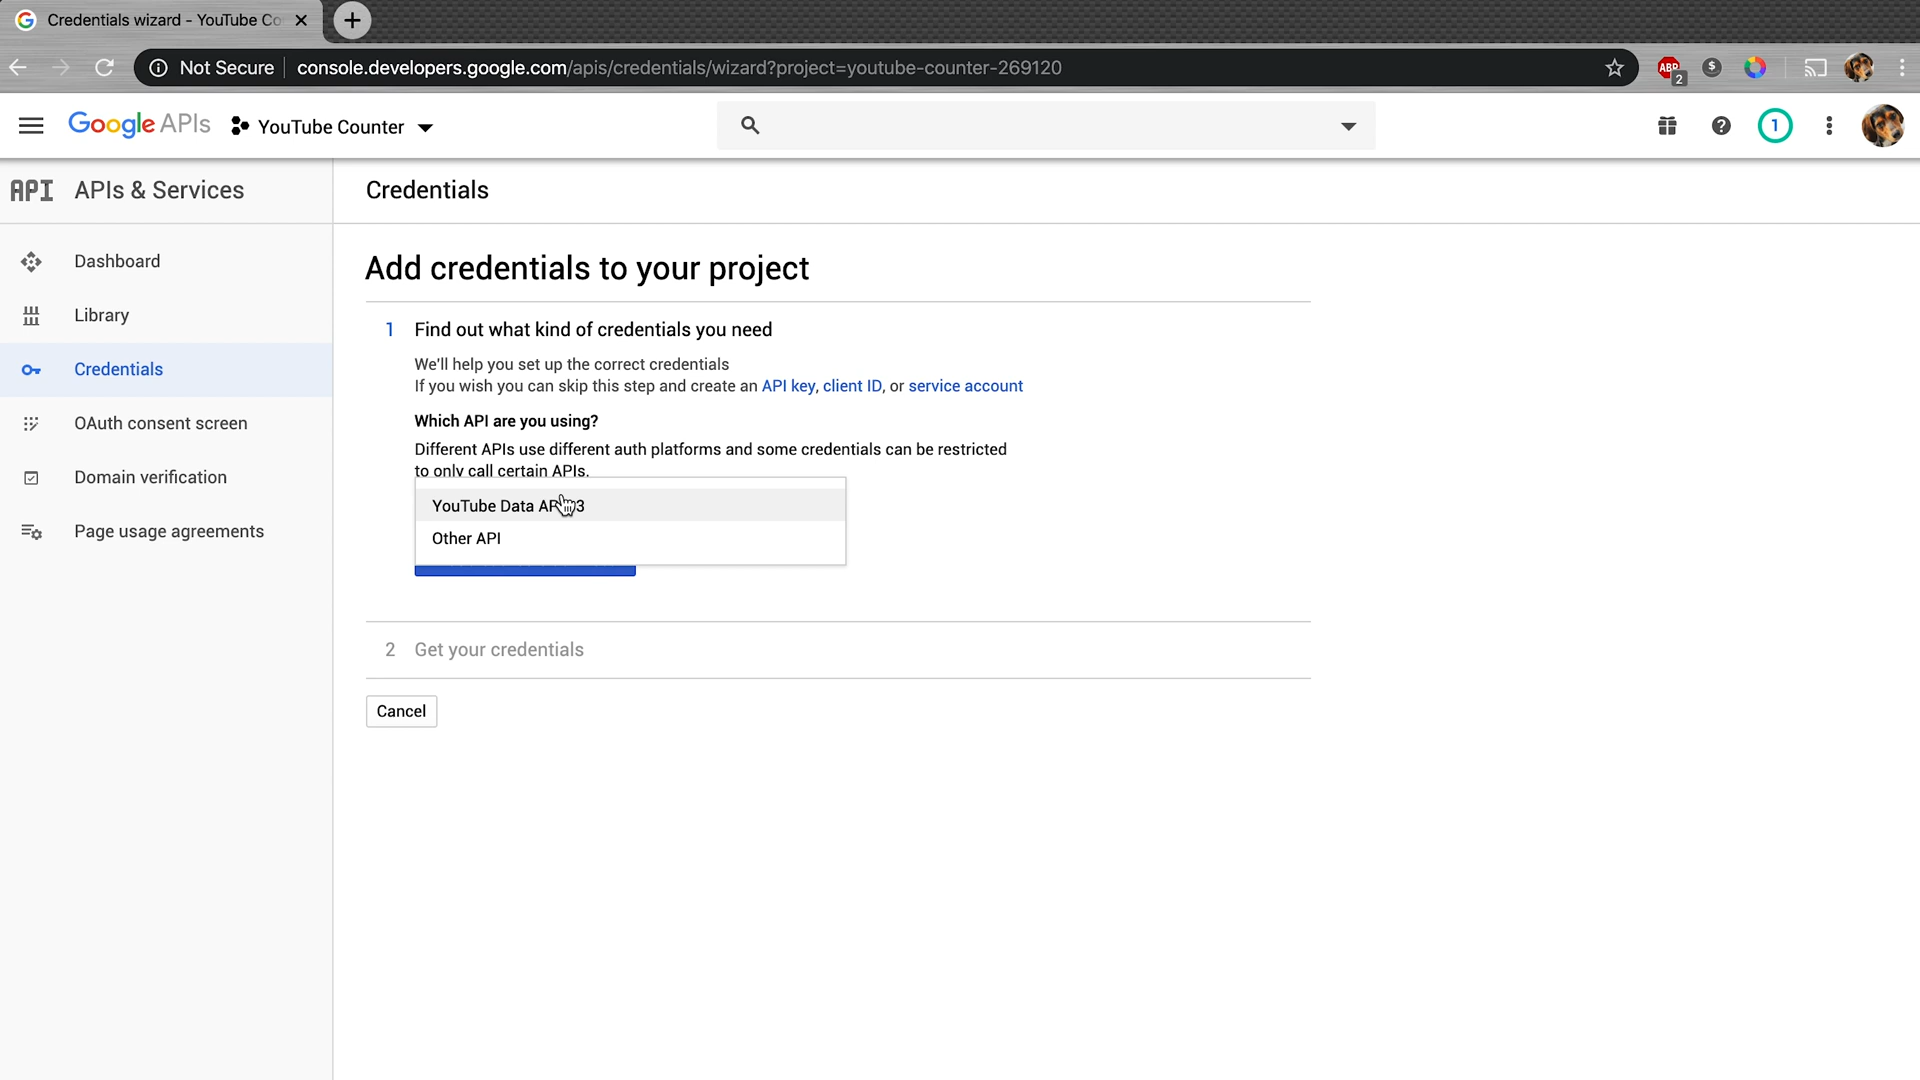 Credentials wizard - YouTube Co
Not Secure console.developers.google.com/apis/credentials/wizard?project=youtube-counter-269120
ABP
2
$
Google APIs YouTube Counter
?
1
API APIs & Services
Credentials
Dashboard
Library
Credentials
OAuth consent screen
Domain verification
Page usage agreements
Add credentials to your project
1 Find out what kind of credentials you need
We'll help you set up the correct credentials
If you wish you can skip this step and create an API key, client ID, or service account
Which API are you using?
Different APIs use different auth platforms and some credentials can be restricted
to only call certain APIs.
YouTube Data AP 3
Other API
2 Get your credentials
Cancel